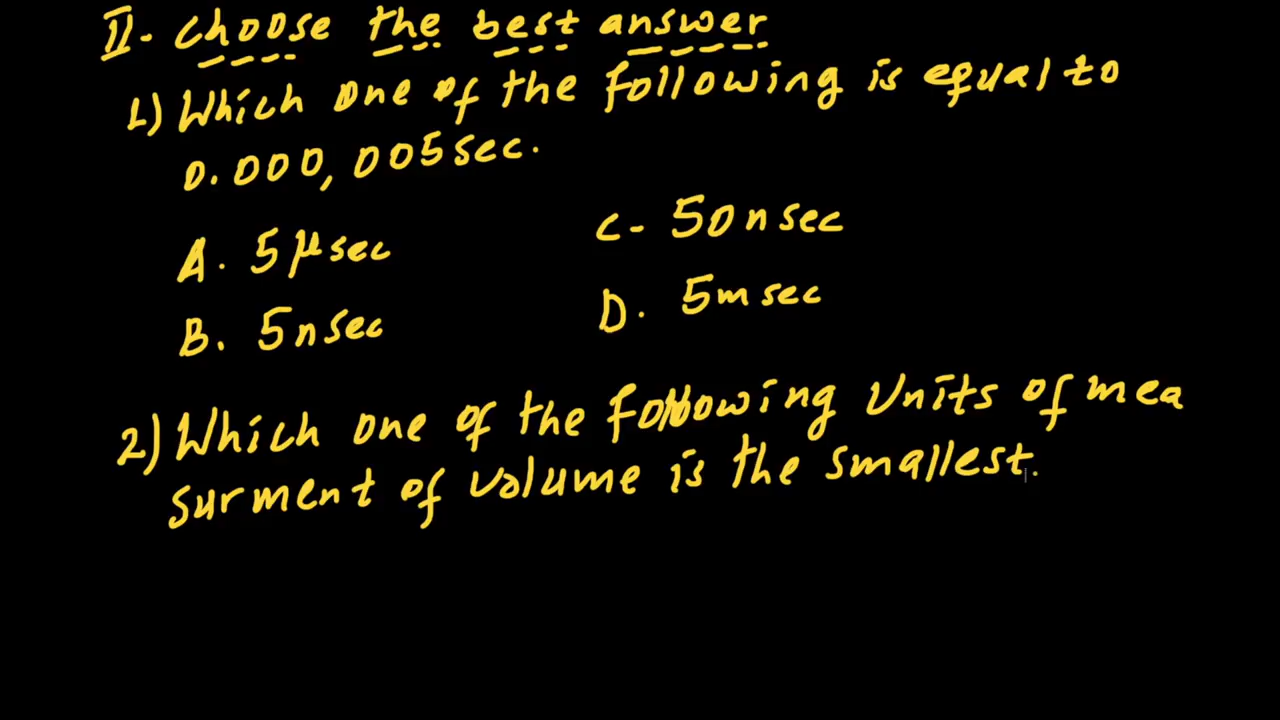 II- choose the best answer
1) Which one of the following is equal to
0.000,005sec.
A. 5μsec
C- 50nsec
B. 5nsec
D. 5msec
2) Which one of the following Units of mea
surment of volume is the smallest.